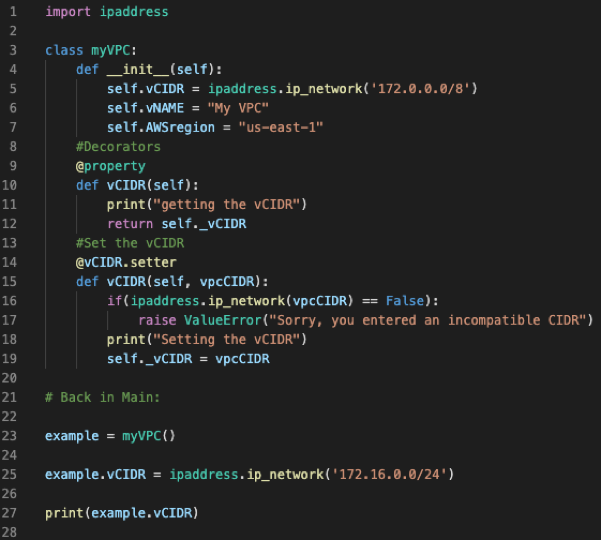 1 import ipaddress
2
3 class myVPC:
4     def __init__(self):
5         self.vCIDR = ipaddress.ip_network('172.0.0.0/8')
6         self.vNAME = "My VPC"
7         self.AWSregion = "us-east-1"
8     #Decorators
9     @property
10     def vCIDR(self):
11         print("getting the vCIDR")
12         return self._vCIDR
13     #Set the vCIDR
14     @vCIDR.setter
15     def vCIDR(self, vpcCIDR):
16         if(ipaddress.ip_network(vpcCIDR) == False):
17             raise ValueError("Sorry, you entered an incompatible CIDR")
18         print("Setting the vCIDR")
19         self._vCIDR = vpcCIDR
20
21 # Back in Main:
22
23 example = myVPC()
24
25 example.vCIDR = ipaddress.ip_network('172.16.0.0/24')
26
27 print(example.vCIDR)
28